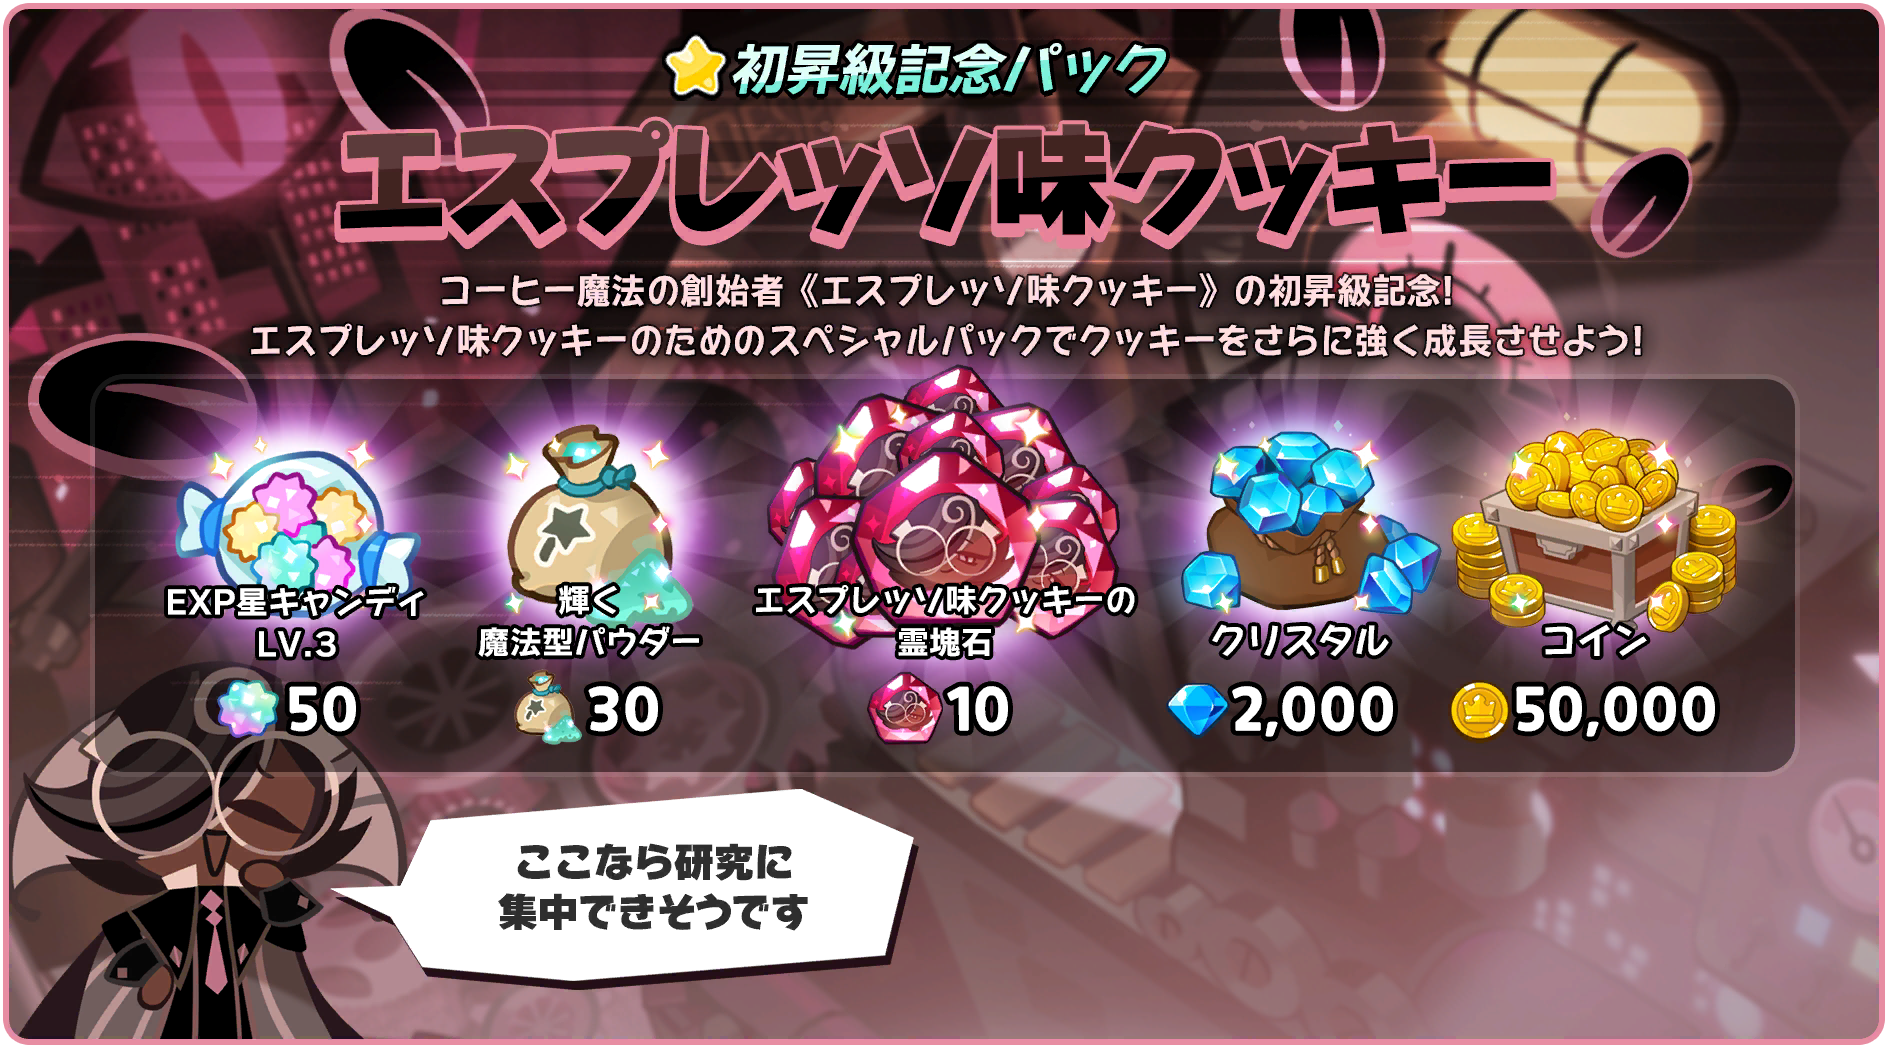 初昇級記念パック
エスプレッソ味クッキー
コーヒー魔法の創始者《エスプレッソ味クッキー》の初昇級記念!
エスプレッソ味クッキーのためのスペシャルパックでクッキーをさらに強く成長させよう!
EXP星キャンディ
LV.3
50
輝く
魔法型パウダー
30
エスプレッソ味クッキーの
霊塊石
10
クリスタル
2,000
コイン
50,000
ここなら研究に
集中できそうです